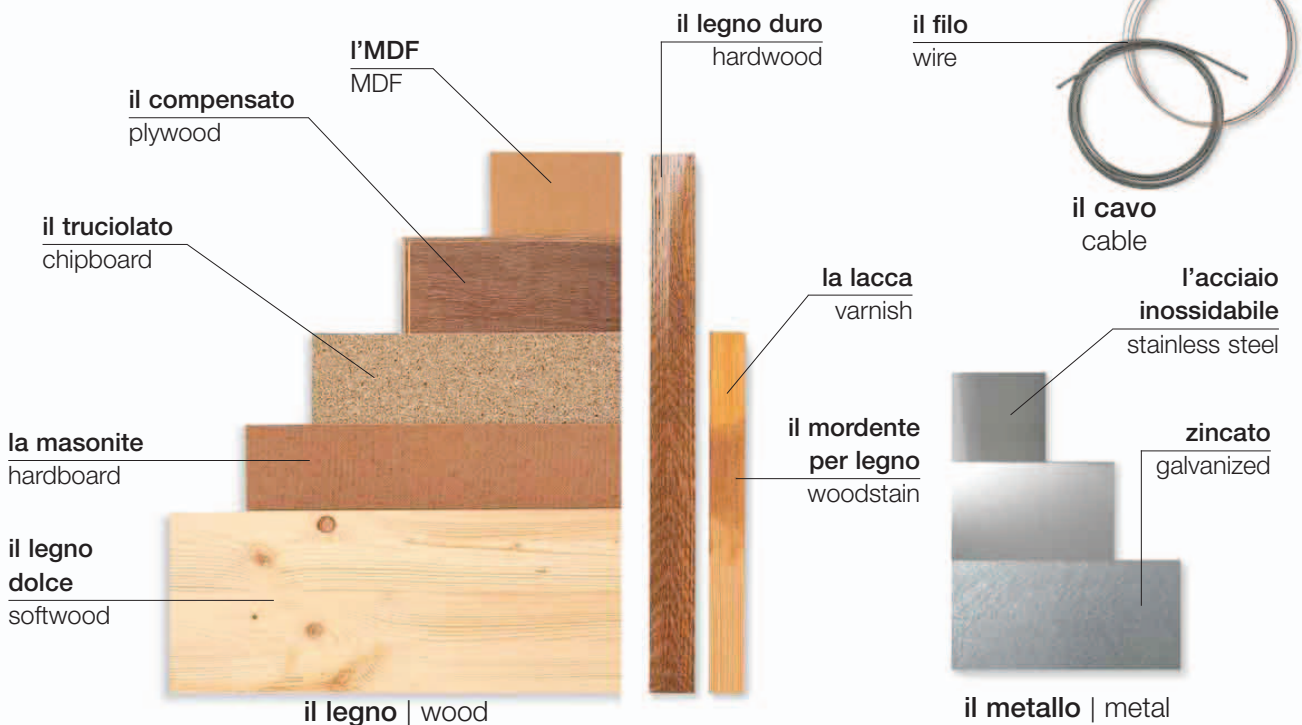 l'MDF
MDF
il compensato
plywood
il truciolato
chipboard
la masonite
hardboard
il legno
dolce
softwood
il legno | wood
il legno duro
hardwood
la lacca
varnish
il mordente
per legno
woodstain
il filo
wire
il cavo
cable
l'acciaio
inossidabile
stainless steel
zincato
galvanized
il metallo | metal